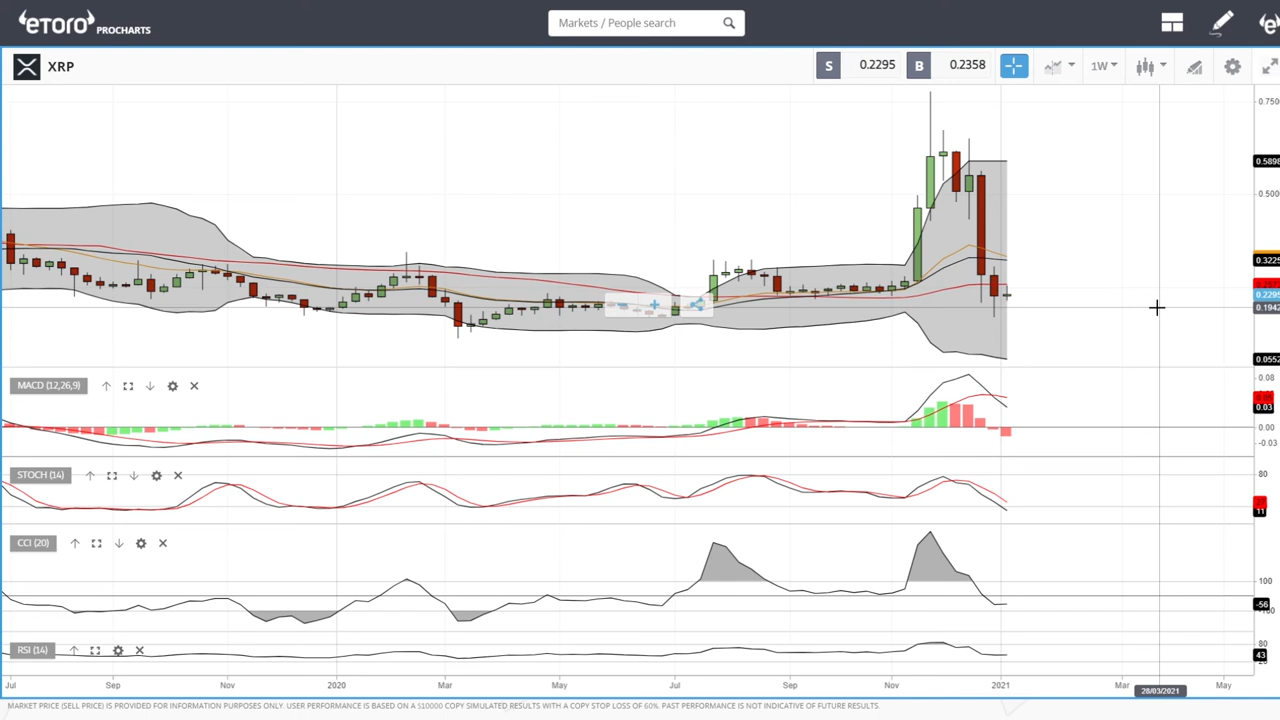 eToro PROCHARTS
Markets / People search
XRP
S 0.2295 B 0.2358
1W
0.7500
0.5898
0.5000
0.3225
0.2295
0.1942
0.0552
MACD (12,26,9)
0.08
0.03
0.00
-0.03
STOCH (14)
80
11
CCI (20)
100
-56
RSI (14)
80
43
20
Jul Sep Nov 2020 Mar May Jul Sep Nov 2021 Mar May
28/03/2021
MARKET PRICE (SELL PRICE) IS PROVIDED FOR INFORMATION PURPOSES ONLY. USER PERFORMANCE IS BASED ON A $10000 COPY SIMULATED RESULTS WITH A COPY STOP LOSS OF 60%. PAST PERFORMANCE IS NOT INDICATIVE OF FUTURE RESULTS.